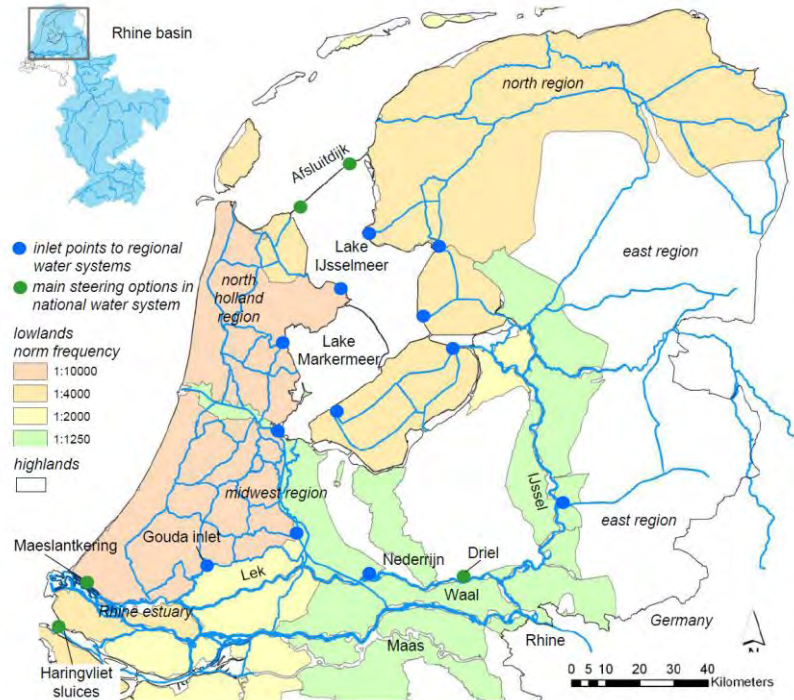 Rhine basin
north region
Afsluitdijk
inlet points to regional
water systems
main steering options in
national water system
lowlands
norm frequency
1:10000
1:4000
1:2000
1:1250
highlands
Lake
IJsselmeer
east region
north
holland
region
Lake
Markermeer
midwest region
IJssel
east region
Gouda inlet
Maeslantkering
Nederrijn
Driel
Lek
Waal
Rhine estuary
Germany
Maas
Rhine
Haringvliet
sluices
0 5 10 20 30 40
Kilometers